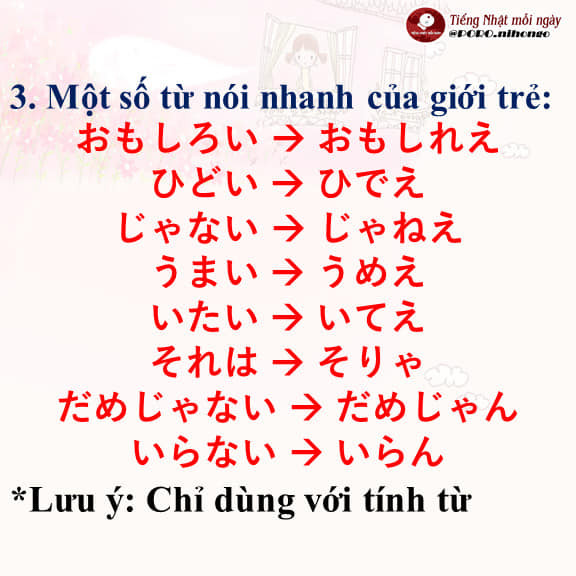 Tiếng Nhật mỗi ngày
@PORO.nihongo
3. Một số từ nói nhanh của giới trẻ:
おもしろい → おもしれえ
ひどい → ひでえ
じゃない → じゃねえ
うまい → うめえ
いたい → いてえ
それは → そりゃ
だめじゃない → だめじゃん
いらない → いらん
*Lưu ý: Chỉ dùng với tính từ